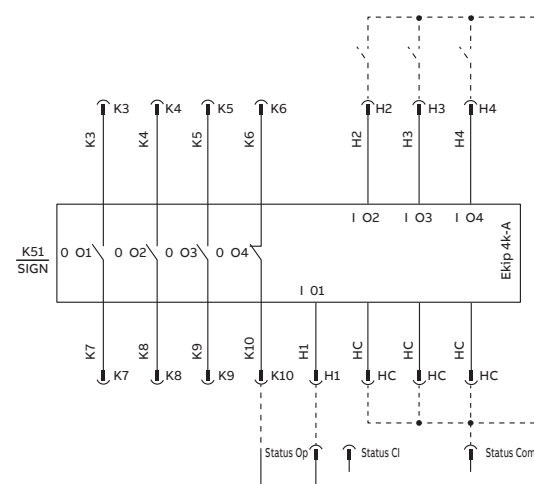 K3 K4 K5 K6 H2 H3 H4
K3 K4 K5 K6 H2 H3 H4
I O2 I O3 I O4
K51
SIGN
0 O1 0 O2 0 O3 0 O4
Ekip 4k-A
I 01
K7 K8 K9 K10 H1 HC HC HC
K7 K8 K9 K10 H1 HC HC HC
Status Op Status Cl Status Com